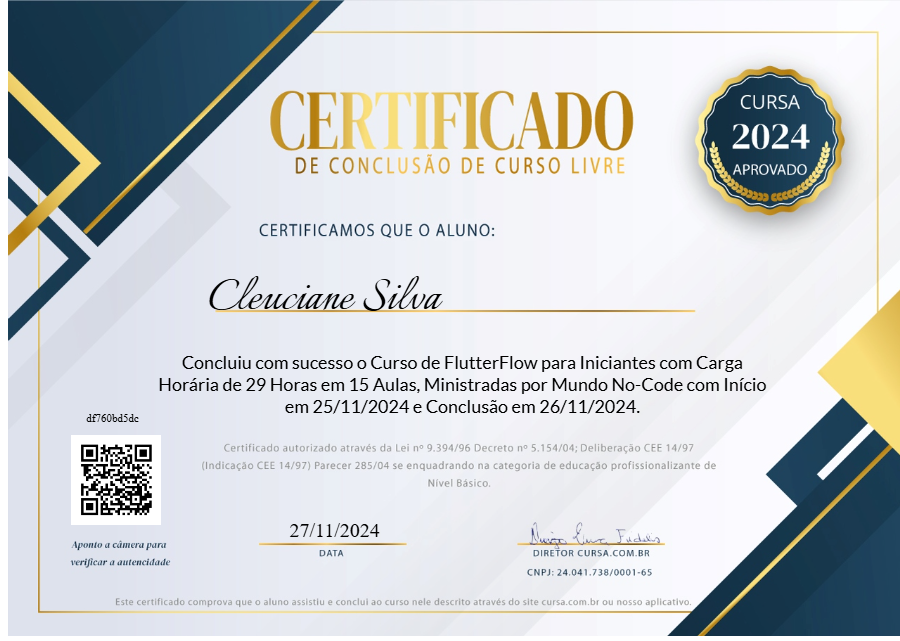 CERTIFICADO
DE CONCLUSÃO DE CURSO LIVRE
CURSA
2024
APROVADO
CERTIFICAMOS QUE O ALUNO:
Cleuciane Silva
Concluiu com sucesso o Curso de FlutterFlow para Iniciantes com Carga
Horária de 29 Horas em 15 Aulas, Ministradas por Mundo No-Code com Início
em 25/11/2024 e Conclusão em 26/11/2024.
df760bd5dc
Certificado autorizado através da Lei nº 9.394/96 Decreto nº 5.154/04; Deliberação CEE 14/97
(Indicação CEE 14/97) Parecer 285/04 se enquadrando na categoria de educação profissionalizante de
Nível Básico.
27/11/2024
DATA
DIRETOR CURSA.COM.BR
CNPJ: 24.041.738/0001-65
Aponto a câmera para
verificar a autencidade
Este certificado comprova que o aluno assistiu e conclui ao curso nele descrito através do site cursa.com.br ou nosso aplicativo.